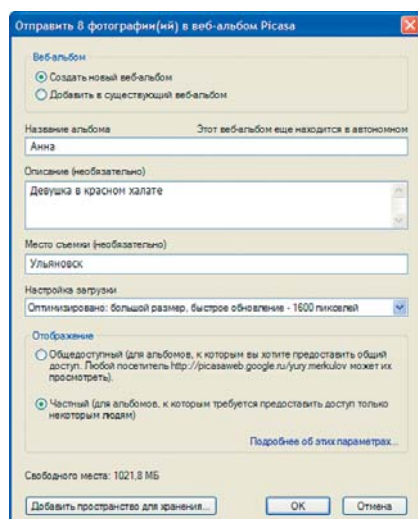 Отправить 8 фотографии(ий) в веб-альбом Picasa
Веб-альбом
Создать новый веб-альбом
Добавить в существующий веб-альбом
Название альбома Этот веб-альбом еще находится в автономном
Анна
Описание (необязательно)
Девушка в красном халате
Место съемки (необязательно)
Ульяновск
Настройка загрузки
Оптимизировано: большой размер, быстрое обновление - 1600 пикселей
Отображение
Общедоступный (для альбомов, к которым вы хотите предоставить общий
доступ. Любой посетитель http://picasaweb.google.ru/yury.merkulov может их
просмотреть).
Частный (для альбомов, к которым требуется предоставить доступ только
некоторым людям)
Подробнее об этих параметрах...
Свободного места: 1021,8 МБ
Добавить пространство для хранения... ОК Отмена